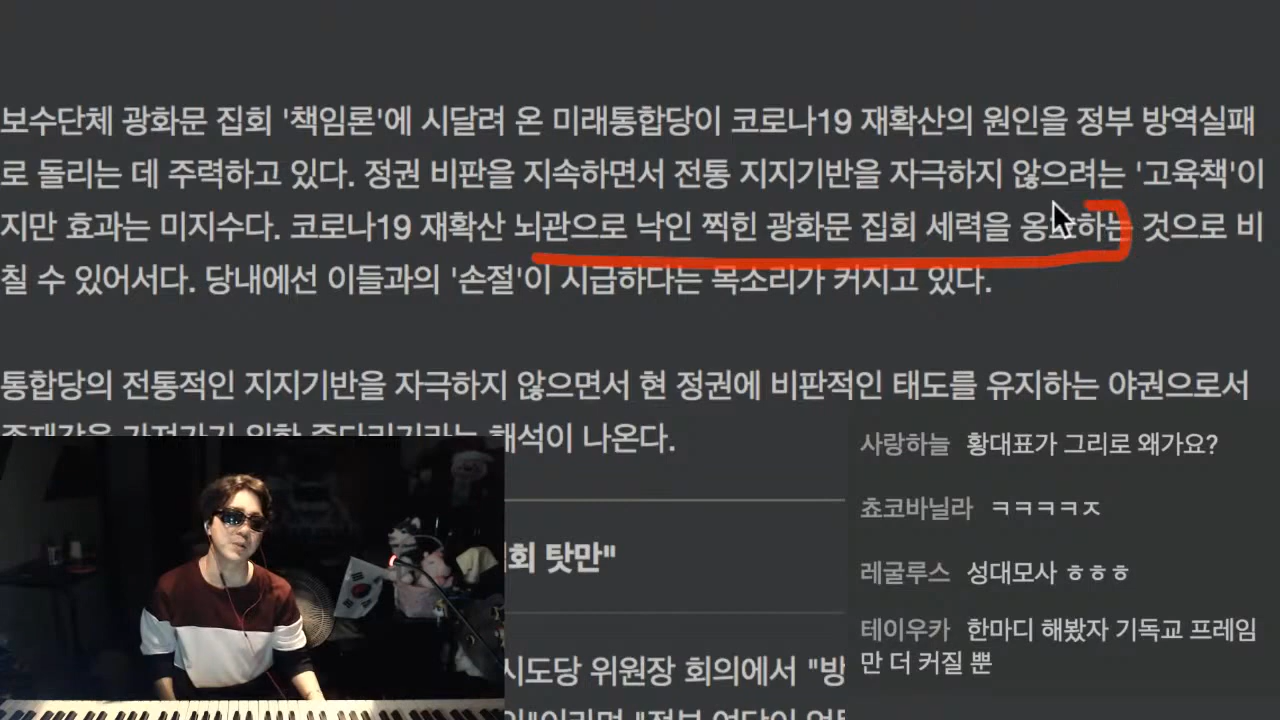 보수단체 광화문 집회 '책임론'에 시달려 온 미래통합당이 코로나19 재확산의 원인을 정부 방역실패
로 돌리는 데 주력하고 있다. 정권 비판을 지속하면서 전통 지지기반을 자극하지 않으려는 '고육책'이
지만 효과는 미지수다. 코로나19 재확산 뇌관으로 낙인 찍힌 광화문 집회 세력을 옹호하는 것으로 비
칠 수 있어서다. 당내에선 이들과의 '손절'이 시급하다는 목소리가 커지고 있다.
통합당의 전통적인 지지기반을 자극하지 않으면서 현 정권에 비판적인 태도를 유지하는 야권으로서
해석이 나온다.
사랑하늘 황대표가 그리로 왜가요?
쵸코바닐라 ㅋㅋㅋㅋㅈ
회 탓만"
레굴루스 성대모사 ㅎㅎㅎ
테이우카 한마디 해봤자 기독교 프레임
만 더 커질 뿐
시도당 위원장 회의에서 "방